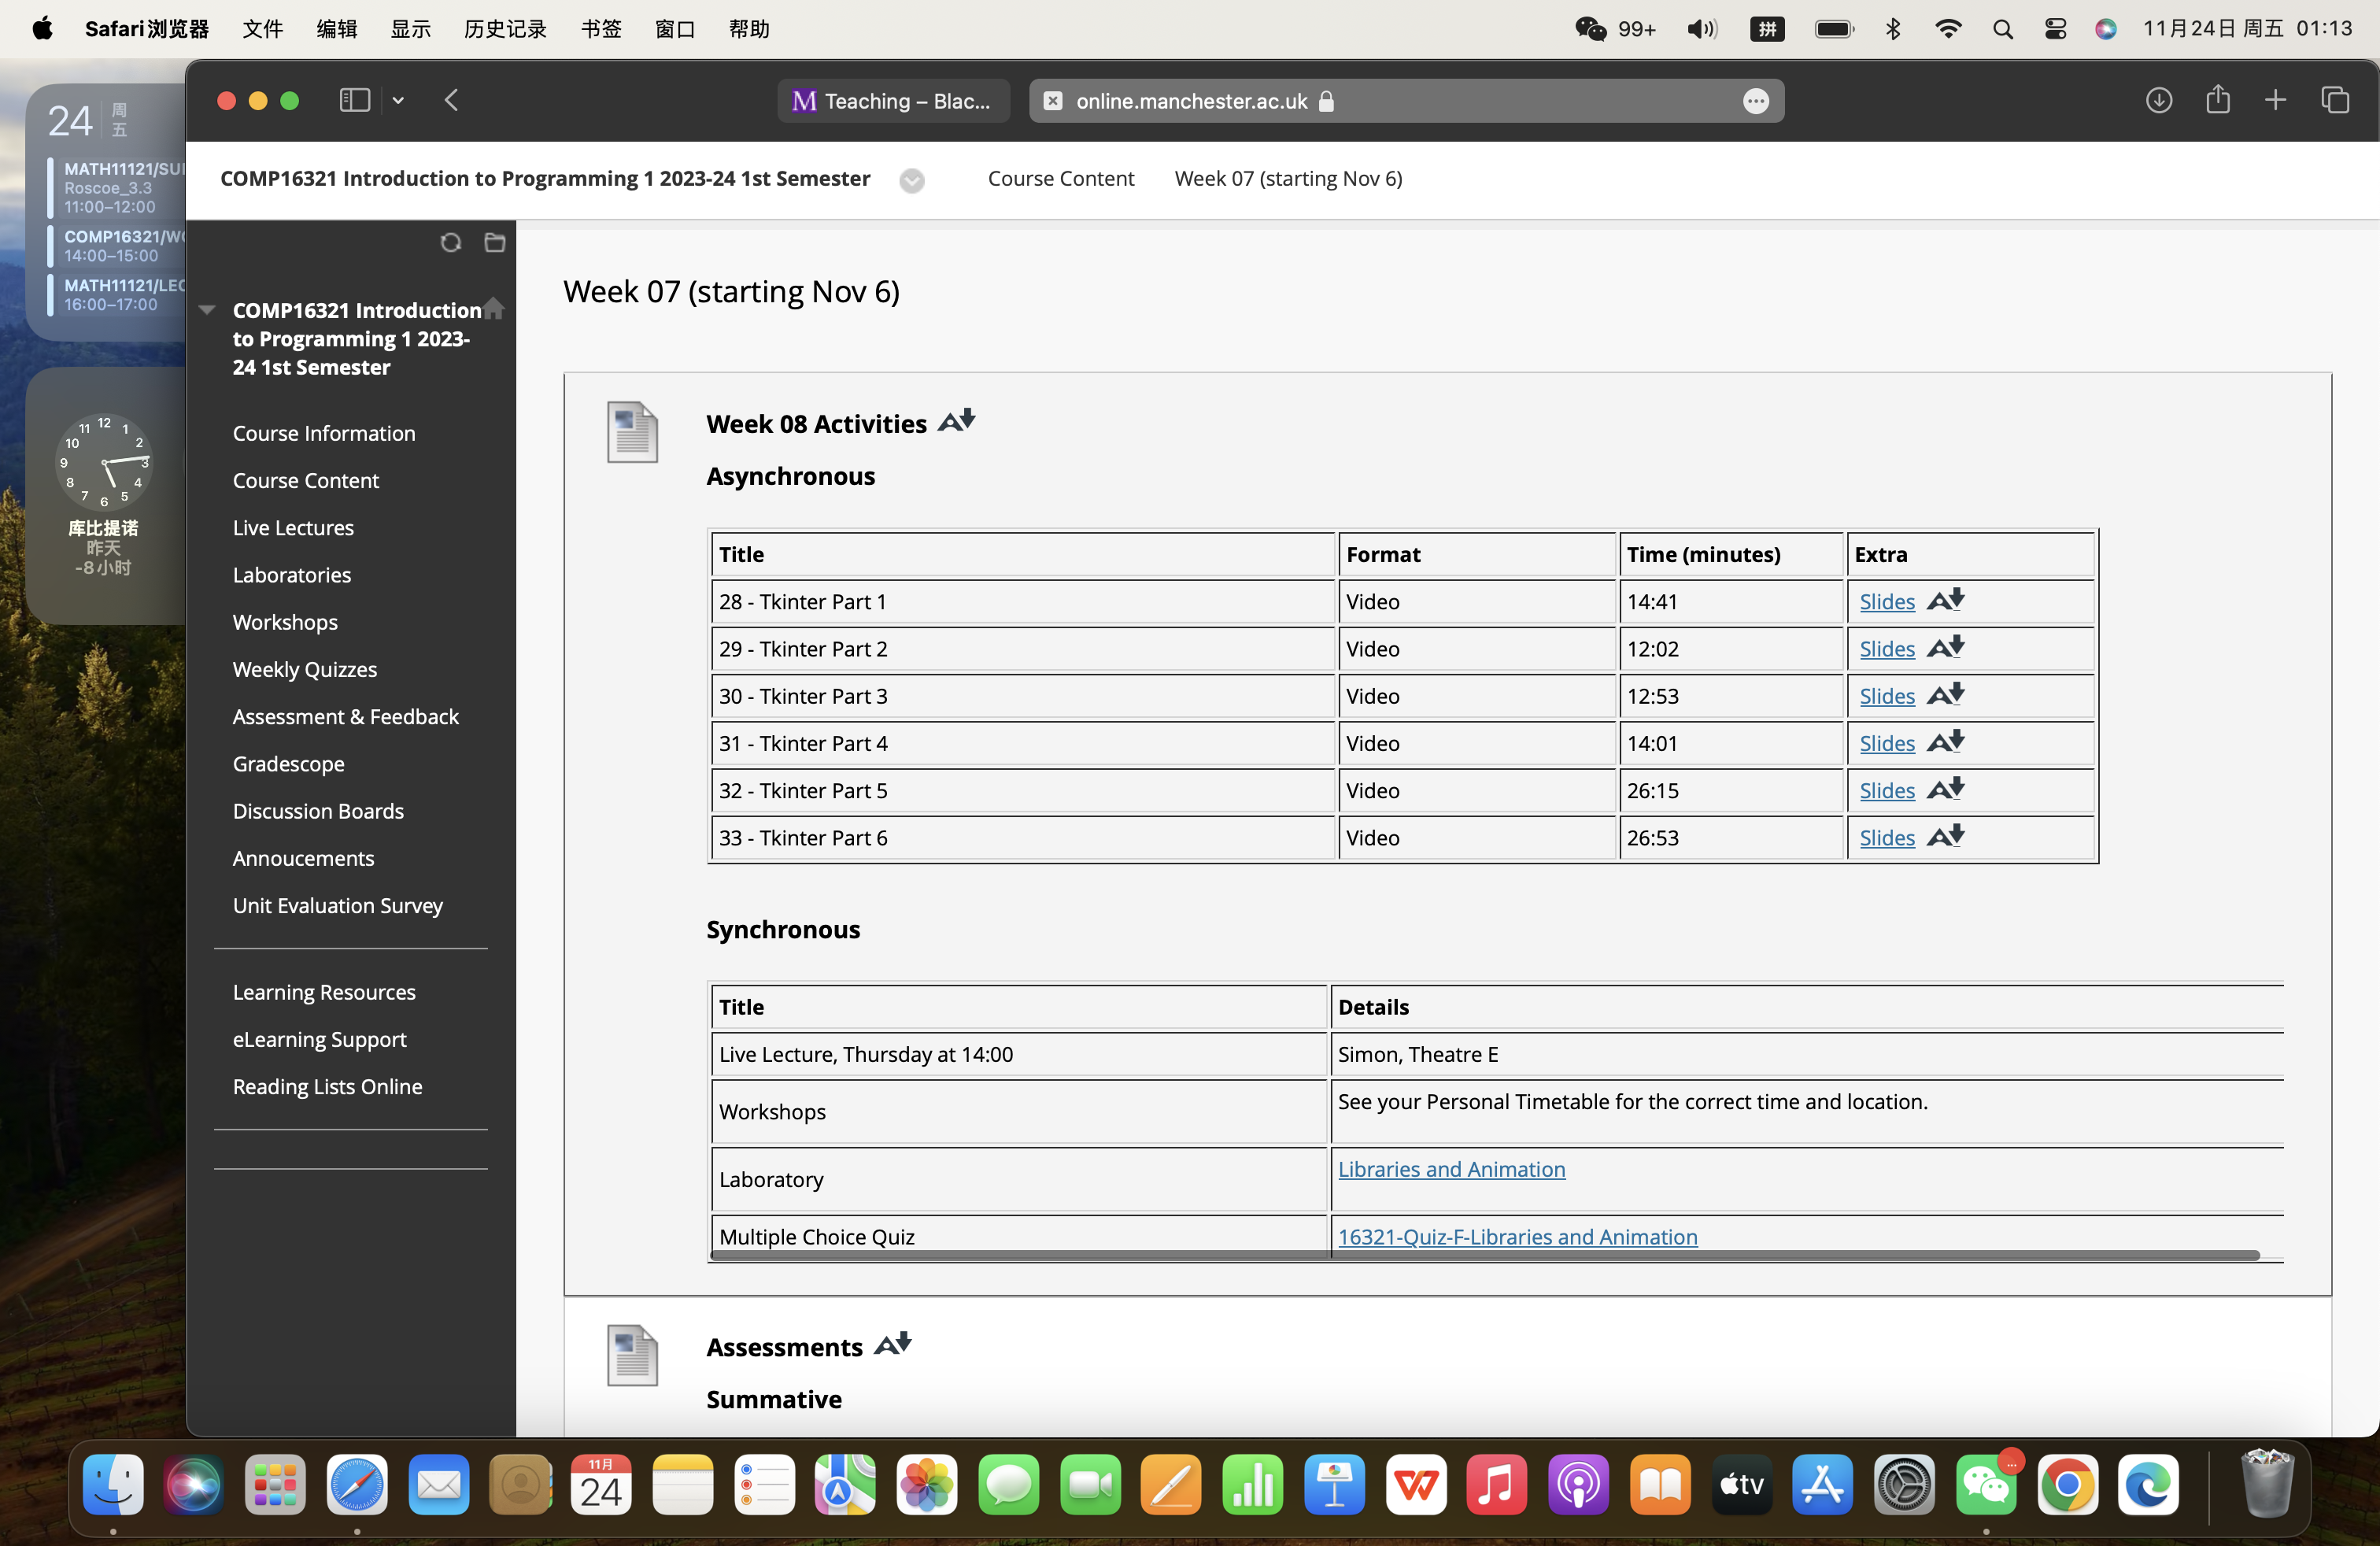 Safari浏览器 文件 编辑 显示 历史记录 书签 窗口 帮助 99+ 拼 11月24日 周五 01:13
24 周五
MATH11121/SU
Roscoe_3.3
11:00–12:00
COMP16321/W
14:00–15:00
MATH11121/LEC
16:00–17:00
12 1 2 3 4 5 6 7 8 9 10 11
库比提诺
昨天
-8小时
M Teaching – Blac... online.manchester.ac.uk
COMP16321 Introduction to Programming 1 2023-24 1st Semester Course Content Week 07 (starting Nov 6)
COMP16321 Introduction
to Programming 1 2023-
24 1st Semester
Course Information
Course Content
Live Lectures
Laboratories
Workshops
Weekly Quizzes
Assessment & Feedback
Gradescope
Discussion Boards
Annoucements
Unit Evaluation Survey
Learning Resources
eLearning Support
Reading Lists Online
Week 07 (starting Nov 6)
Week 08 Activities
Asynchronous
Title Format Time (minutes) Extra
28 - Tkinter Part 1 Video 14:41 Slides
29 - Tkinter Part 2 Video 12:02 Slides
30 - Tkinter Part 3 Video 12:53 Slides
31 - Tkinter Part 4 Video 14:01 Slides
32 - Tkinter Part 5 Video 26:15 Slides
33 - Tkinter Part 6 Video 26:53 Slides
Synchronous
Title Details
Live Lecture, Thursday at 14:00 Simon, Theatre E
Workshops See your Personal Timetable for the correct time and location.
Laboratory Libraries and Animation
Multiple Choice Quiz 16321-Quiz-F-Libraries and Animation
Assessments
Summative
11月
24
tv